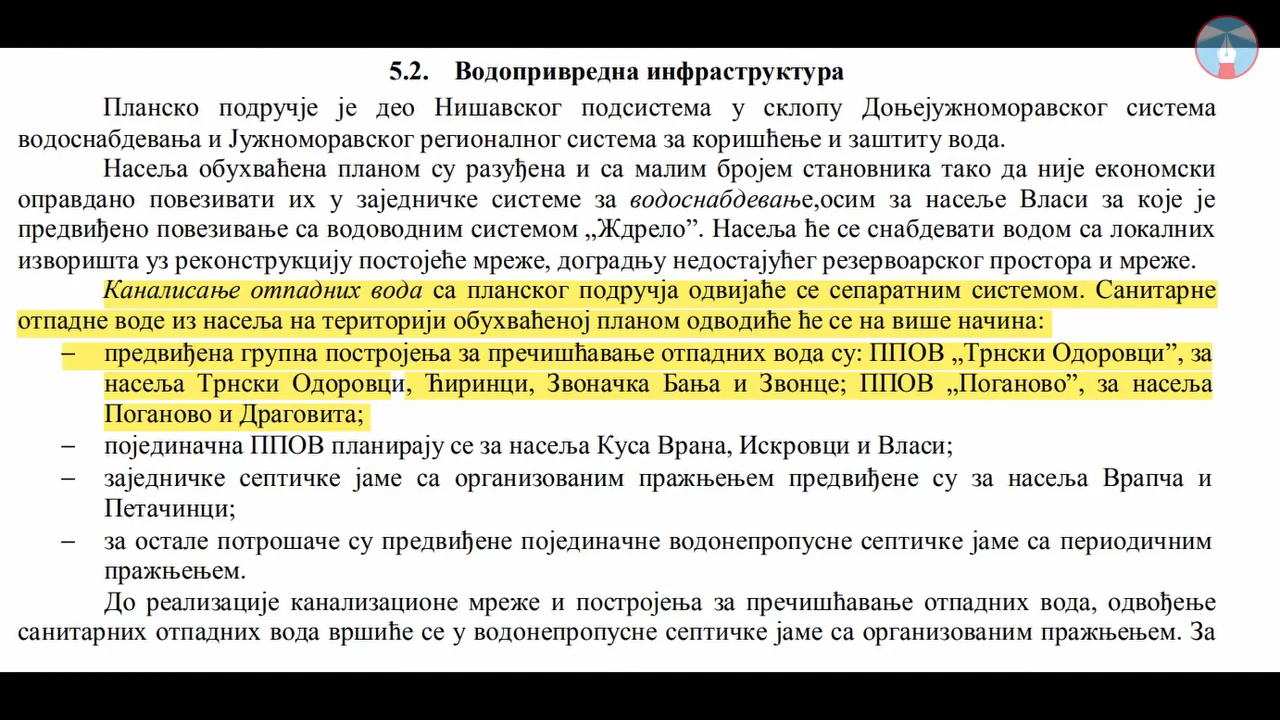 5.2. Водопривредна инфраструктура
Планско подручје је део Нишавског подсистема у склопу Доњејужноморавског система
водоснабдевања и Јужноморавског регионалног система за коришћење и заштиту вода.
Насеља обухваћена планом су разуђена и са малим бројем становника тако да није економски
оправдано повезивати их у заједничке системе за водоснабдевање,осим за насеље Власи за које је
предвиђено повезивање са водоводним системом „Ждрело”. Насеља ће се снабдевати водом са локалних
изворишта уз реконструкцију постојеће мреже, доградњу недостајућег резервоарског простора и мреже.
Каналисање отпадних вода са планског подручја одвијаће се сепаратним системом. Санитарне
отпадне воде из насеља на територији обухваћеној планом одводиће ће се на више начина:
– предвиђена групна постројења за пречишћавање отпадних вода су: ППОВ „Трнски Одоровци”, за
насеља Трнски Одоровци, Ћиринци, Звоначка Бања и Звонце; ППОВ „Поганово”, за насеља
Поганово и Драговита;
– појединачна ППОВ планирају се за насеља Куса Врана, Искровци и Власи;
– заједничке септичке јаме са организованим пражњењем предвиђене су за насеља Врапча и
Петачинци;
– за остале потрошаче су предвиђене појединачне водонепропусне септичке јаме са периодичним
пражњењем.
До реализације канализационе мреже и постројења за пречишћавање отпадних вода, одвођење
санитарних отпадних вода вршиће се у водонепропусне септичке јаме са организованим пражњењем. За